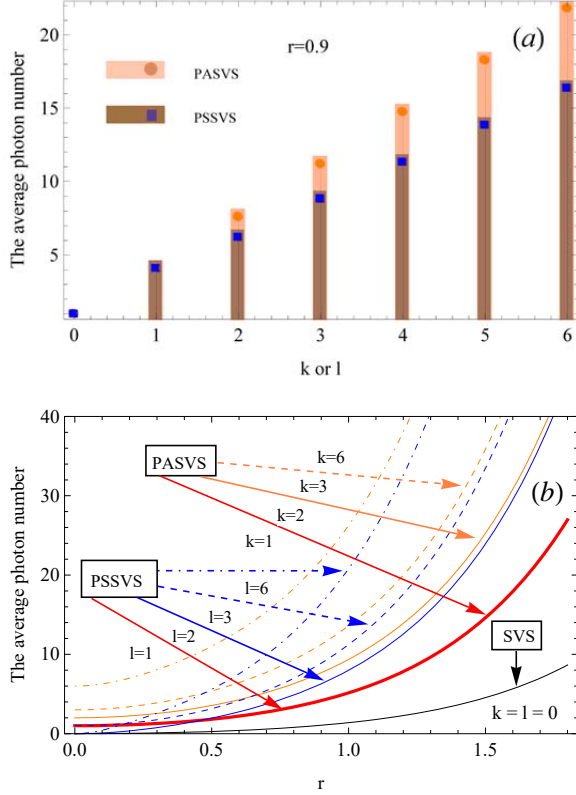 20
15
10
5
The average photon number
(a)
r=0.9
PASVS
PSSVS
0 1 2 3 4 5 6
k or l
40
30
20
10
0
The average photon number
(b)
PASVS
k=6
k=3
k=2
k=1
PSSVS
l=6
l=3
l=2
l=1
SVS
k = l = 0
0.0 0.5 1.0 1.5
r